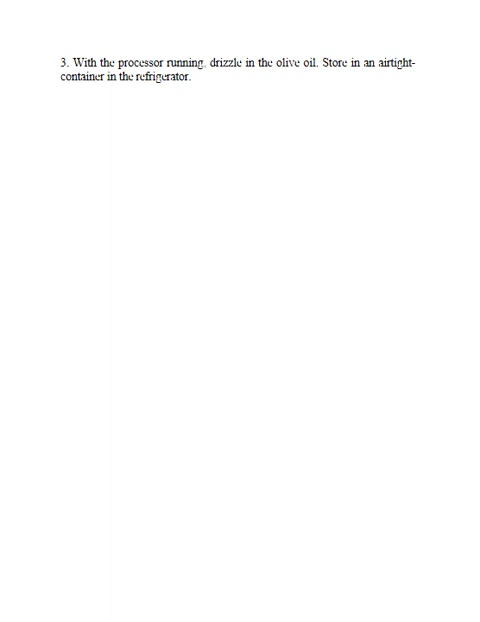 3. With the processor running, drizzle in the olive oil. Store in an airtight-
container in the refrigerator.